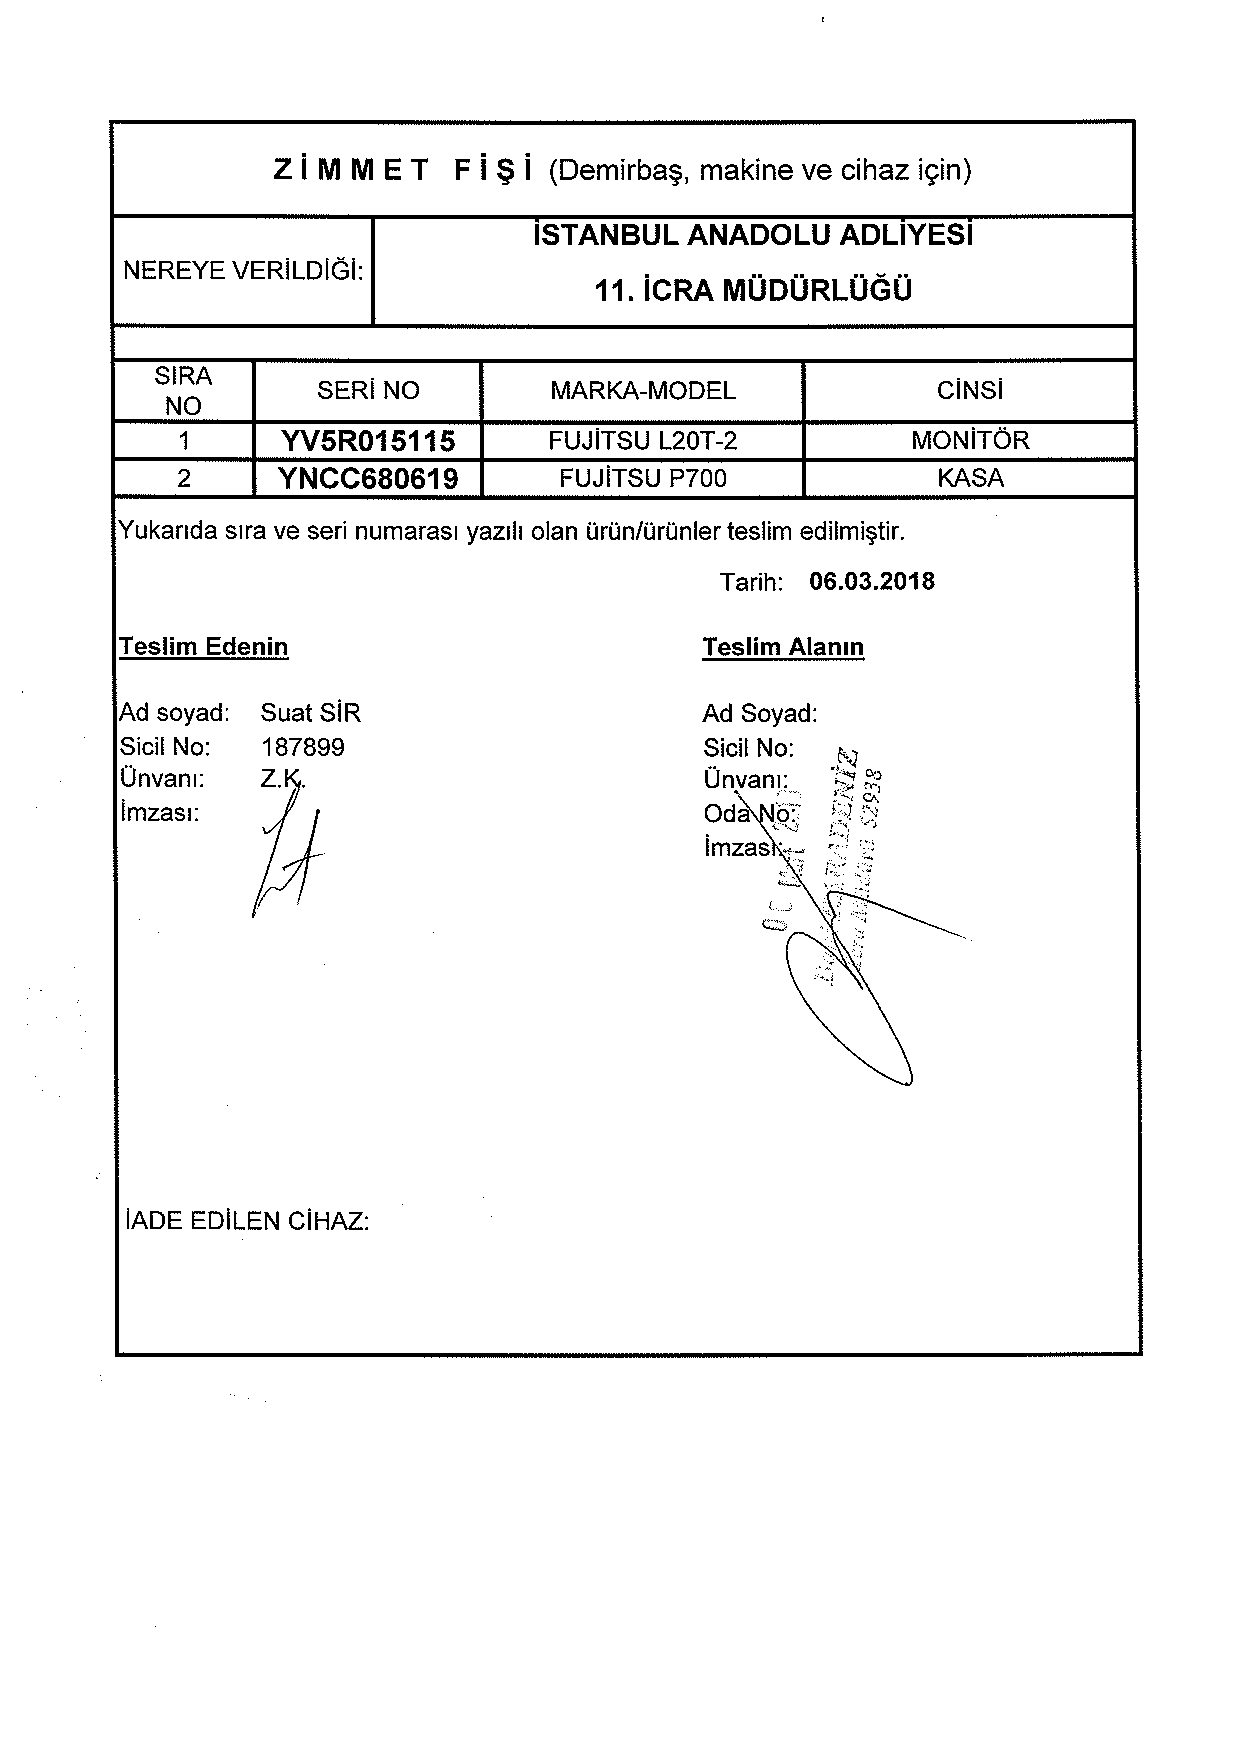 ZİMMET FİŞİ (Demirbaş, makine ve cihaz için)
NEREYE VERİLDİĞİ:
İSTANBUL ANADOLU ADLİYESİ
11. İCRA MÜDÜRLÜĞÜ
SIRA NO SERİ NO MARKA-MODEL CİNSİ
1 YV5R015115 FUJİTSU L20T-2 MONİTÖR
2 YNCC680619 FUJİTSU P700 KASA
Yukarıda sıra ve seri numarası yazılı olan ürün/ürünler teslim edilmiştir.
Tarih: 06.03.2018
Teslim Edenin
Ad soyad: Suat SİR
Sicil No: 187899
Ünvanı: Z.K.
İmzası:
Teslim Alanın
Ad Soyad:
Sicil No:
Ünvanı:
Oda No:
İmzası:
İADE EDİLEN CİHAZ: